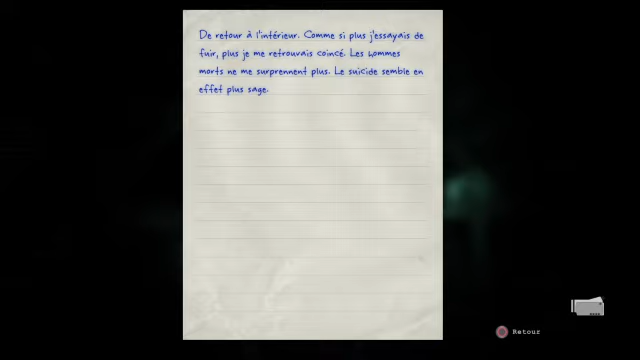 De retour à l'intérieur. Comme si plus j'essayais de
fuir, plus je me retrouvais coincé. Les hommes
morts ne me surprennent plus. Le suicide semble en
effet plus sage.
Retour